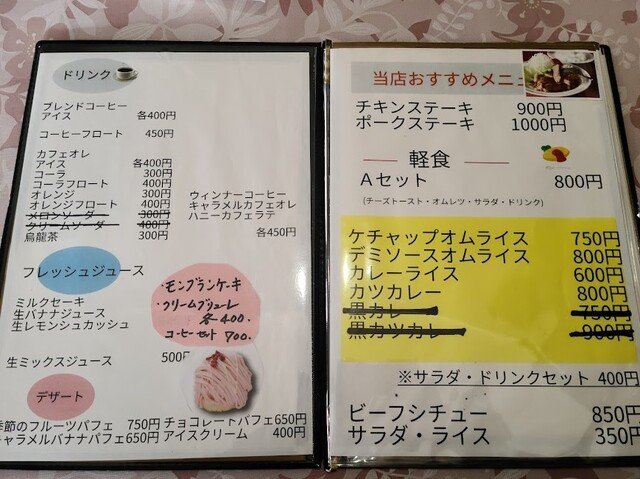 ドリンク
ブレンドコーヒー
アイス 各400円
コーヒーフロート 450円
カフェオレ
アイス 各400円
コーラ 300円
コーラフロート 400円
オレンジ 300円
オレンジフロート 400円
メロンソーダ 300円
クリームソーダ 400円
烏龍茶 300円
ウィンナーコーヒー
キャラメルカフェオレ
ハニーカフェラテ
各450円
フレッシュジュース
ミルクセーキ
生バナナジュース
生レモンシュカッシュ
生ミックスジュース 500円
・モンブランケーキ
・クリームブリュレ
各400.
コーヒーセット 700.
デザート
季節のフルーツパフェ 750円 チョコレートパフェ650円
キャラメルバナナパフェ650円 アイスクリーム 400円
当店おすすめメニュ
チキンステーキ 900円
ポークステーキ 1000円
軽食
Aセット 800円
(チーズトースト・オムレツ・サラダ・ドリンク)
ケチャップオムライス 750円
デミソースオムライス 800円
カレーライス 600円
カツカレー 800円
黒カレー 750円
黒カツカレー 900円
※サラダ・ドリンクセット 400円
ビーフシチュー 850円
サラダ・ライス 350円